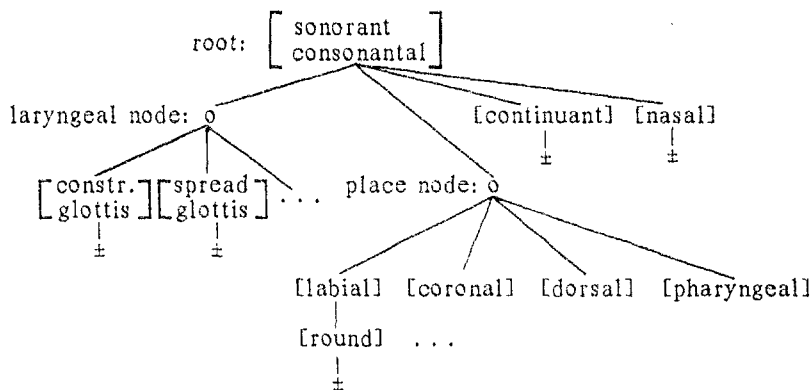 root: [sonorant
consonantal]
laryngeal node: o
[continuant] [nasal]
± ±
[constr. glottis] [spread glottis] ... place node: o
± ±
[labial] [coronal] [dorsal] [pharyngeal]
[round] ...
±